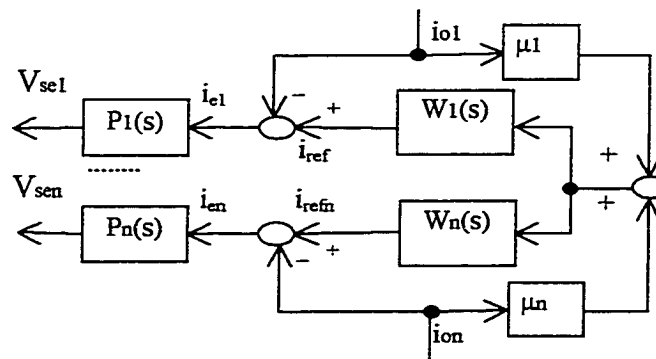 io1
μ1
Vse1
ie1
−
+
P1(s)
W1(s)
iref
+
+
Vsen
ien
irefn
Pn(s)
Wn(s)
+
−
μn
ion